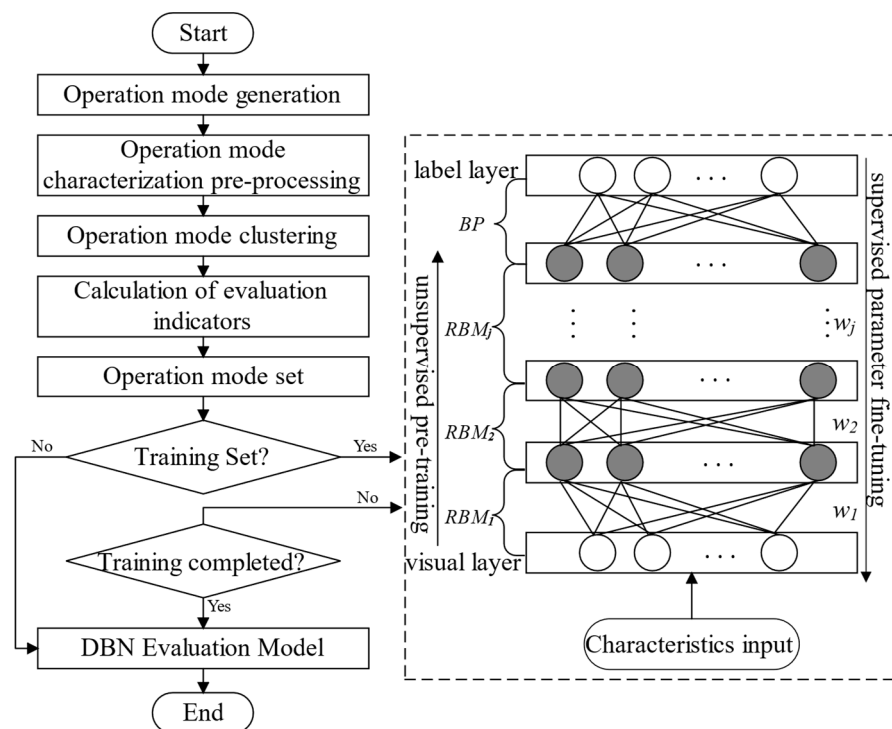 Start
Operation mode generation
Operation mode
characterization pre-processing
Operation mode clustering
Calculation of evaluation
indicators
Operation mode set
No
Training Set?
Yes
No
Training completed?
Yes
DBN Evaluation Model
End
label layer
. . .
BP
. . .
unsupervised pre-training
RBMj
wj
. . .
RBM2
w2
. . .
RBM1
w1
visual layer
. . .
supervised parameter fine-tuning
Characteristics input